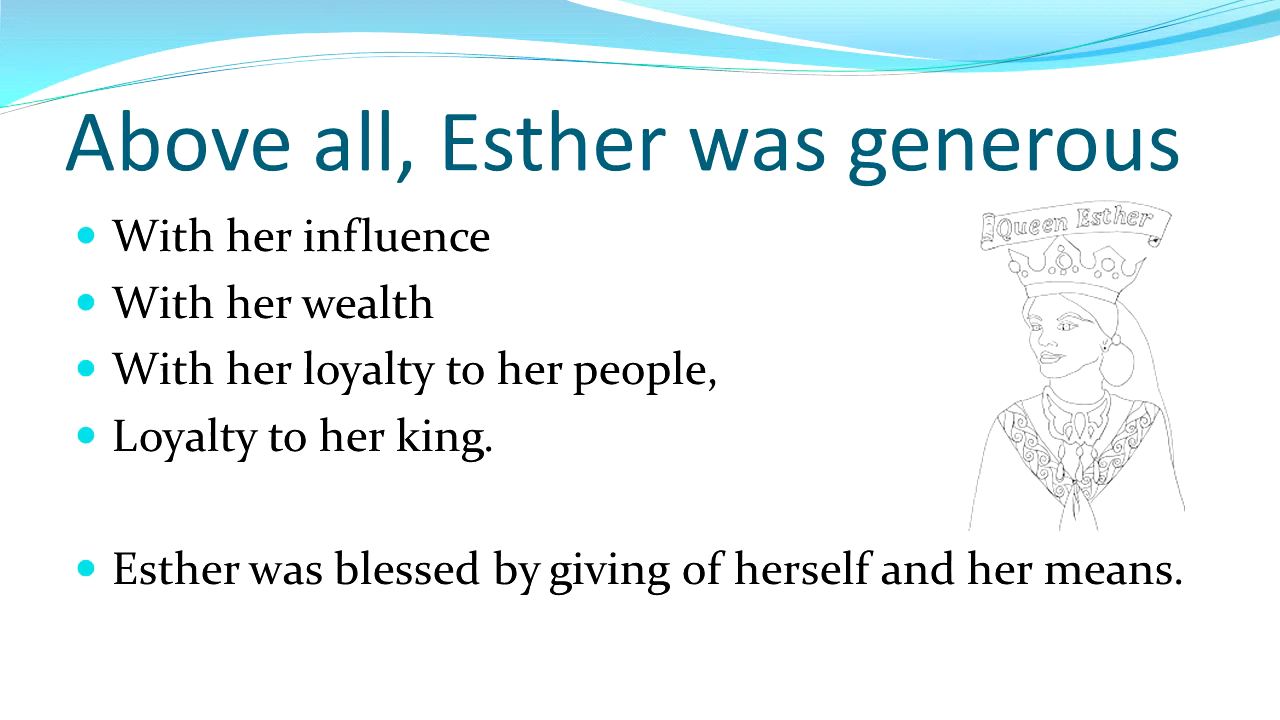 Above all, Esther was generous
With her influence
With her wealth
With her loyalty to her people,
Loyalty to her king.
Esther was blessed by giving of herself and her means.
Queen Esther